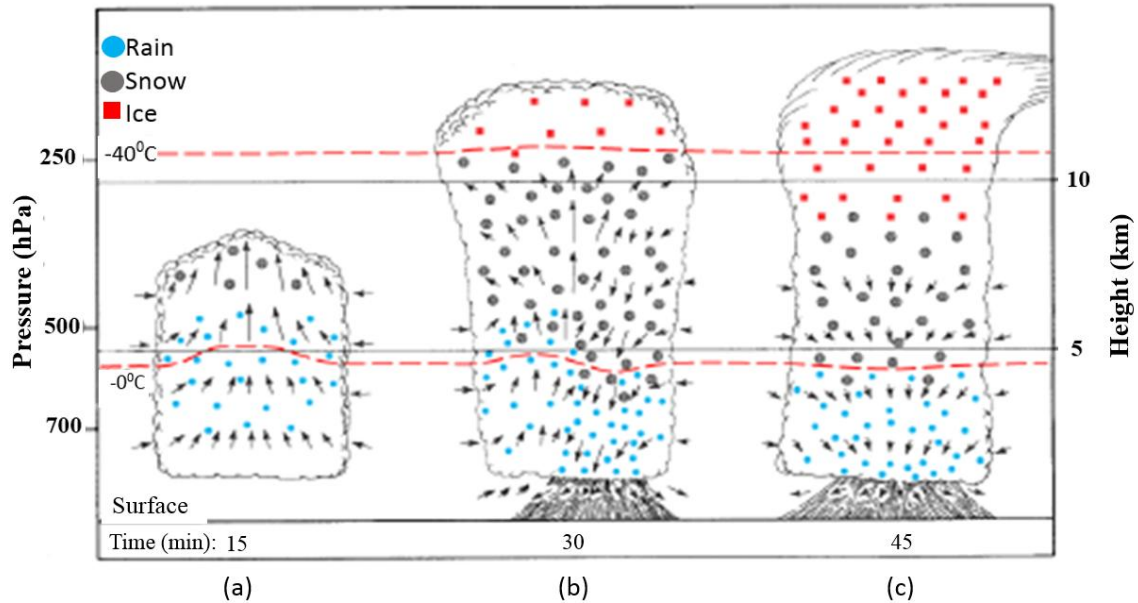 Rain
Snow
Ice
-40⁰C
250
10
Pressure (hPa)
Height (km)
500
5
-0⁰C
700
Surface
Time (min): 15 30 45
(a) (b) (c)